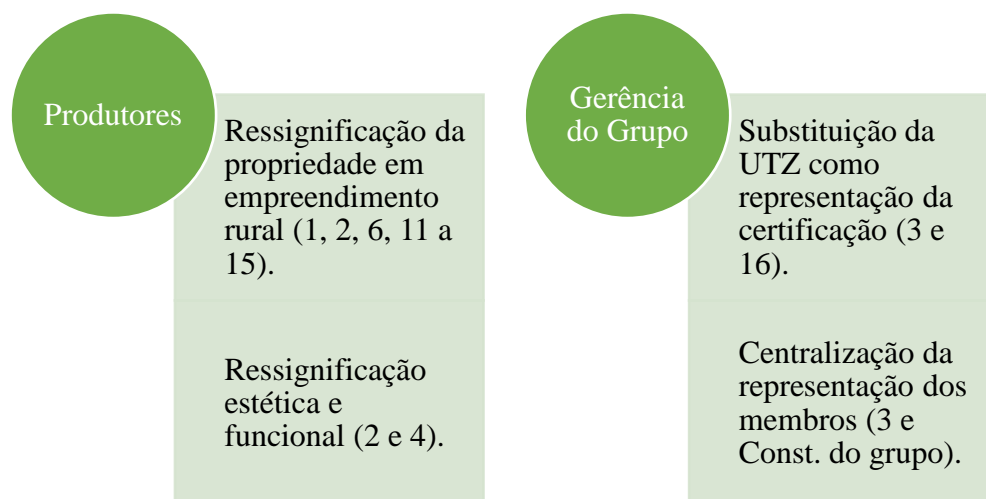 Produtores
Ressignificação da
propriedade em
empreendimento
rural (1, 2, 6, 11 a
15).
Ressignificação
estética e
funcional (2 e 4).
Gerência
do Grupo
Substituição da
UTZ como
representação da
certificação (3 e
16).
Centralização da
representação dos
membros (3 e
Const. do grupo).